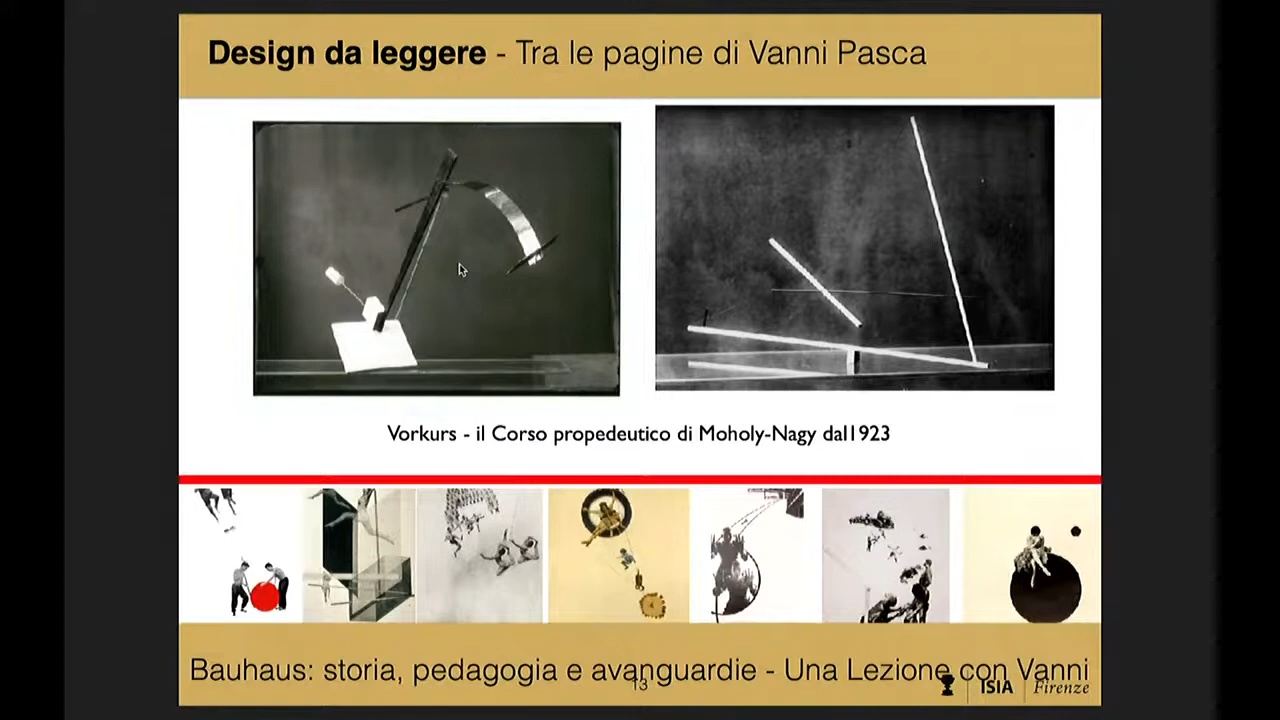 Design da leggere - Tra le pagine di Vanni Pasca
Vorkurs - il Corso propedeutico di Moholy-Nagy dal1923
Bauhaus: storia, pedagogia e avanguardie - Una Lezione con Vanni
13
ISIA Firenze